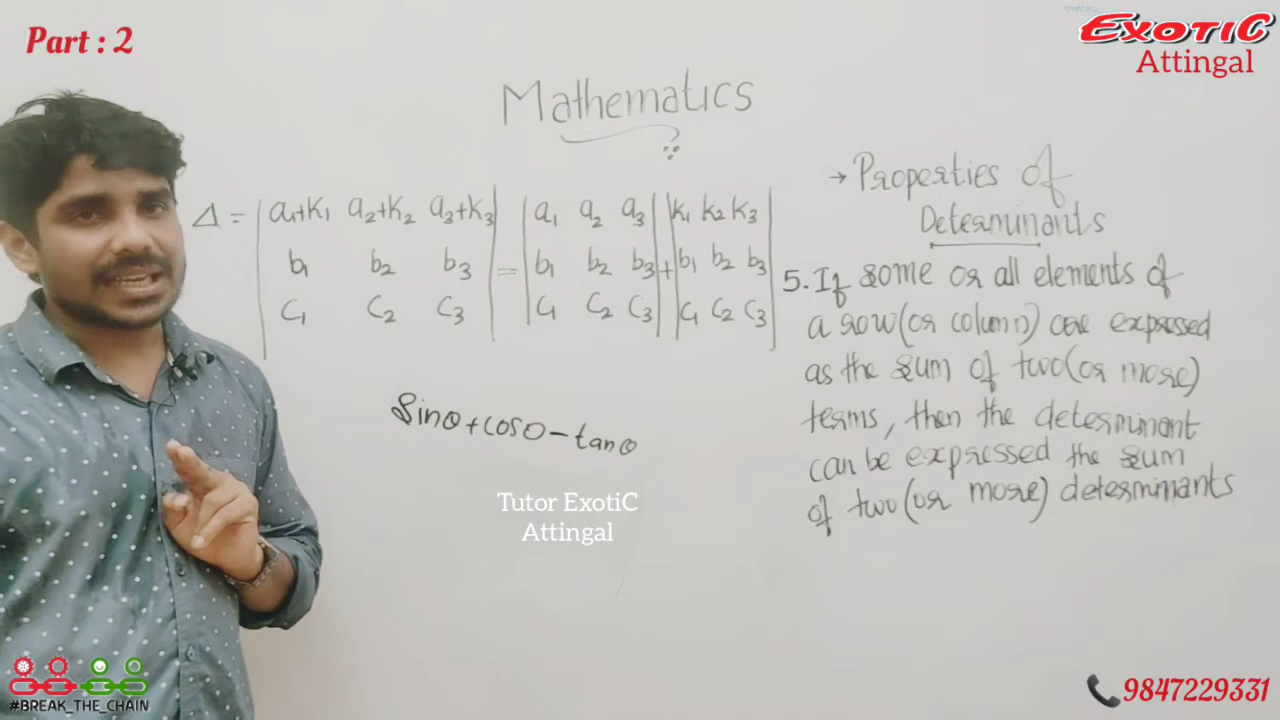 Part : 2
EXOTIC
Attingal
Mathematics
→ Properties of
Determinants
Δ = | a₁+k₁ a₂+k₂ a₃+k₃ | = | a₁ a₂ a₃ | + | k₁ k₂ k₃ |
| b₁ b₂ b₃ | | b₁ b₂ b₃ | | b₁ b₂ b₃ |
| c₁ c₂ c₃ | | c₁ c₂ c₃ | | c₁ c₂ c₃ |
5. If some or all elements of
a row (or column) are expressed
as the sum of two (or more)
terms, then the determinant
can be expressed the sum
of two (or more) determinants
Sinθ + cosθ − tanθ
Tutor ExotiC
Attingal
#BREAK_THE_CHAIN
9847229331